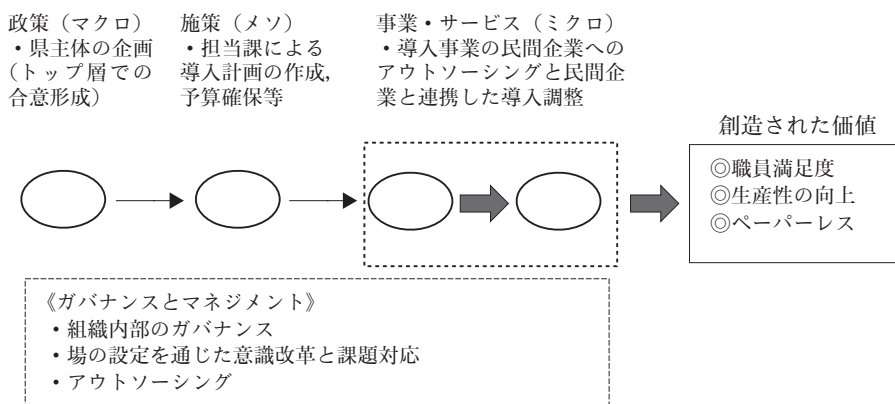 政策（マクロ）
・県主体の企画
（トップ層での
合意形成）
施策（メソ）
・担当課による
導入計画の作成,
予算確保等
事業・サービス（ミクロ）
・導入事業の民間企業への
アウトソーシングと民間企
業と連携した導入調整
創造された価値
◎職員満足度
◎生産性の向上
◎ペーパーレス
《ガバナンスとマネジメント》
・組織内部のガバナンス
・場の設定を通じた意識改革と課題対応
・アウトソーシング